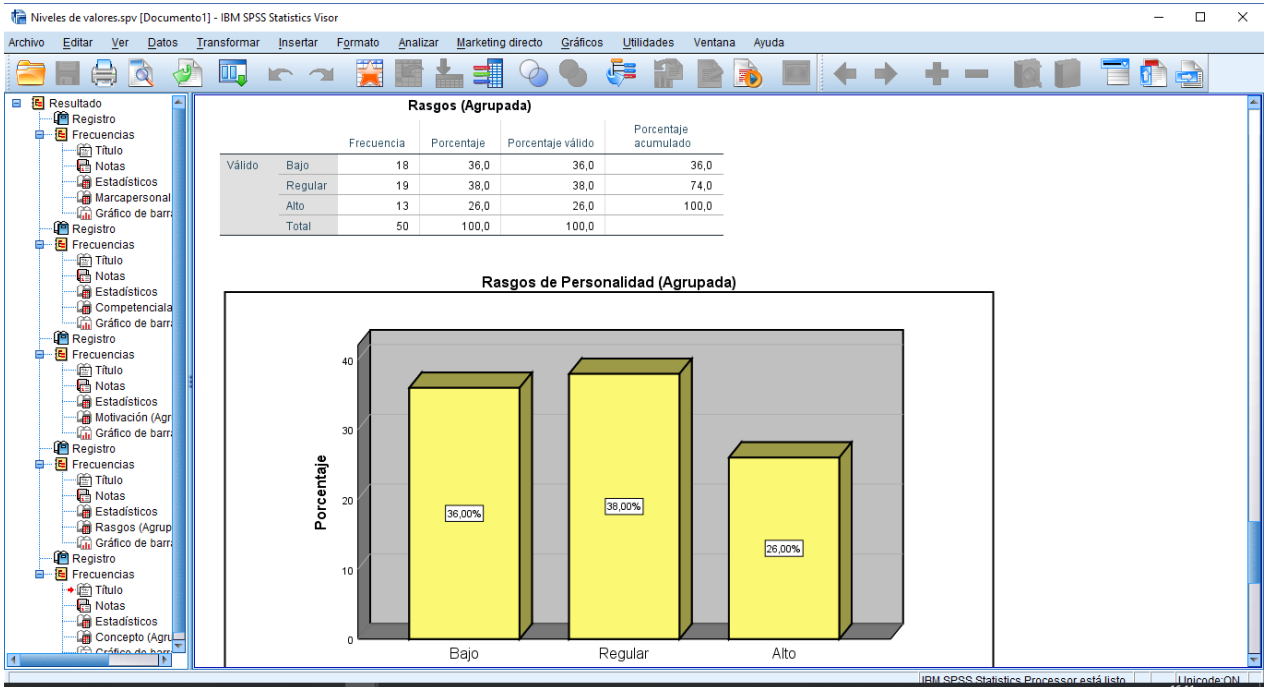 Niveles de valores.spv [Documento1] - IBM SPSS Statistics Visor
Archivo Editar Ver Datos Transformar Insertar Formato Analizar Marketing directo Gráficos Utilidades Ventana Ayuda
Resultado
Registro
Frecuencias
Título
Notas
Estadísticos
Marcapersonal
Gráfico de barra
Registro
Frecuencias
Título
Notas
Estadísticos
Competenciala
Gráfico de barra
Registro
Frecuencias
Título
Notas
Estadísticos
Motivación (Agr
Gráfico de barra
Registro
Frecuencias
Título
Notas
Estadísticos
Rasgos (Agrup
Gráfico de barra
Registro
Frecuencias
Título
Notas
Estadísticos
Concepto (Agru
Gráfico de barr
Rasgos (Agrupada)
Frecuencia Porcentaje Porcentaje válido Porcentaje acumulado
Válido Bajo 18 36,0 36,0 36,0
Regular 19 38,0 38,0 74,0
Alto 13 26,0 26,0 100,0
Total 50 100,0 100,0
Rasgos de Personalidad (Agrupada)
Porcentaje
40
30
20
10
0
36,00%
38,00%
26,00%
Bajo Regular Alto
IBM SPSS Statistics Processor está listo Unicode:ON